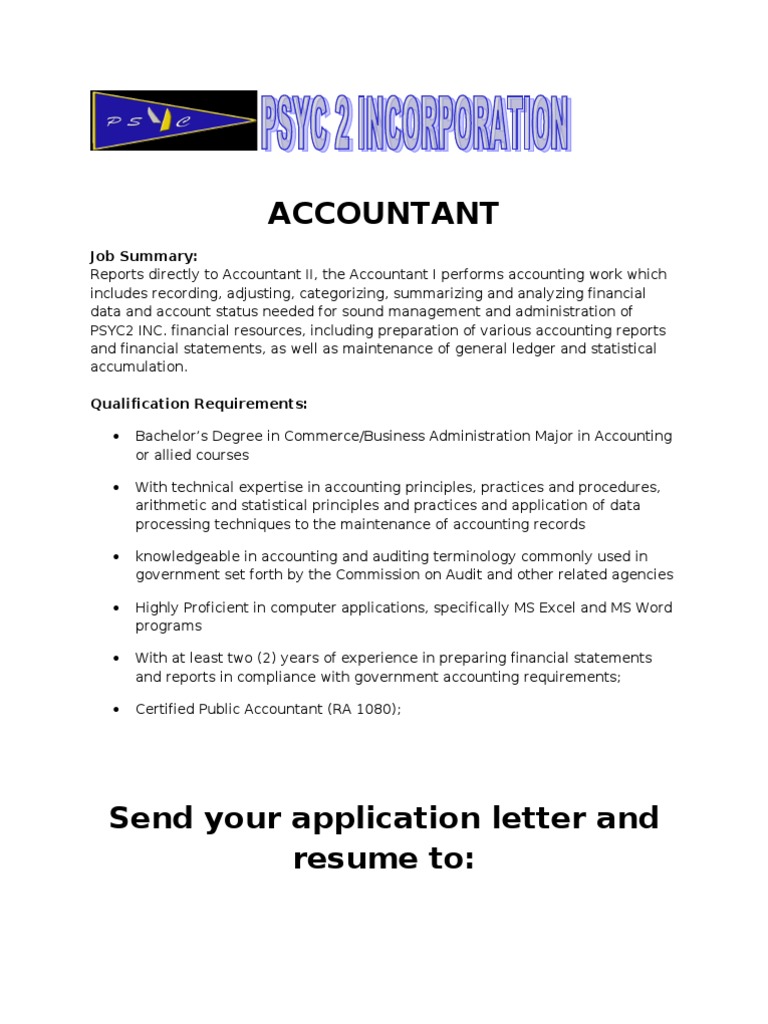 PSYC
PSYC 2 INCORPORATION
ACCOUNTANT
Job Summary:
Reports directly to Accountant II, the Accountant I performs accounting work which
includes recording, adjusting, categorizing, summarizing and analyzing financial
data and account status needed for sound management and administration of
PSYC2 INC. financial resources, including preparation of various accounting reports
and financial statements, as well as maintenance of general ledger and statistical
accumulation.
Qualification Requirements:
• Bachelor’s Degree in Commerce/Business Administration Major in Accounting
or allied courses
• With technical expertise in accounting principles, practices and procedures,
arithmetic and statistical principles and practices and application of data
processing techniques to the maintenance of accounting records
• knowledgeable in accounting and auditing terminology commonly used in
government set forth by the Commission on Audit and other related agencies
• Highly Proficient in computer applications, specifically MS Excel and MS Word
programs
• With at least two (2) years of experience in preparing financial statements
and reports in compliance with government accounting requirements;
• Certified Public Accountant (RA 1080);
Send your application letter and
resume to: